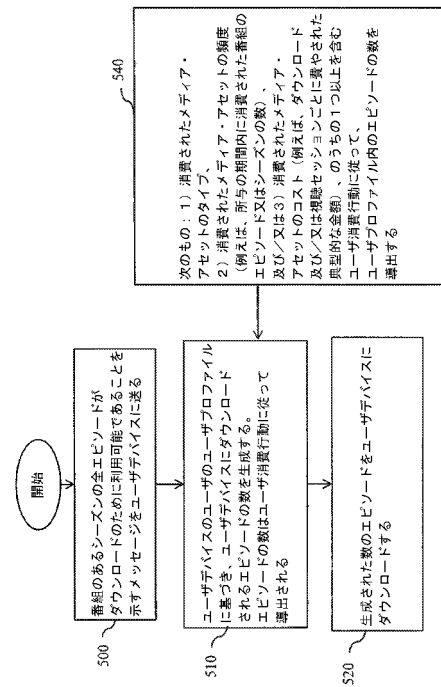 開始
番組のあるシーズンの全エピソードが
ダウンロードのために利用可能であることを
示すメッセージをユーザデバイスに送る
500
ユーザデバイスのユーザのユーザプロファイル
に基づき、ユーザデバイスにダウンロード
されるエピソードの数を生成する。
エピソードの数はユーザ消費行動に従って
導出される
510
生成された数のエピソードをユーザデバイスに
ダウンロードする
520
540
次のもの：1）消費されたメディア・
アセットのタイプ、
2）消費されたメディア・アセットの頻度
（例えば、所与の期間内に消費された番組の
エピソード又はシーズンの数）、
及び／又は3）消費されたメディア・
アセットのコスト（例えば、ダウンロード
及び／又は視聴セッションごとに費やされた
典型的な金額）、のうちの1つ以上を含む
ユーザ消費行動に従って、
ユーザプロファイル内のエピソードの数を
導出する